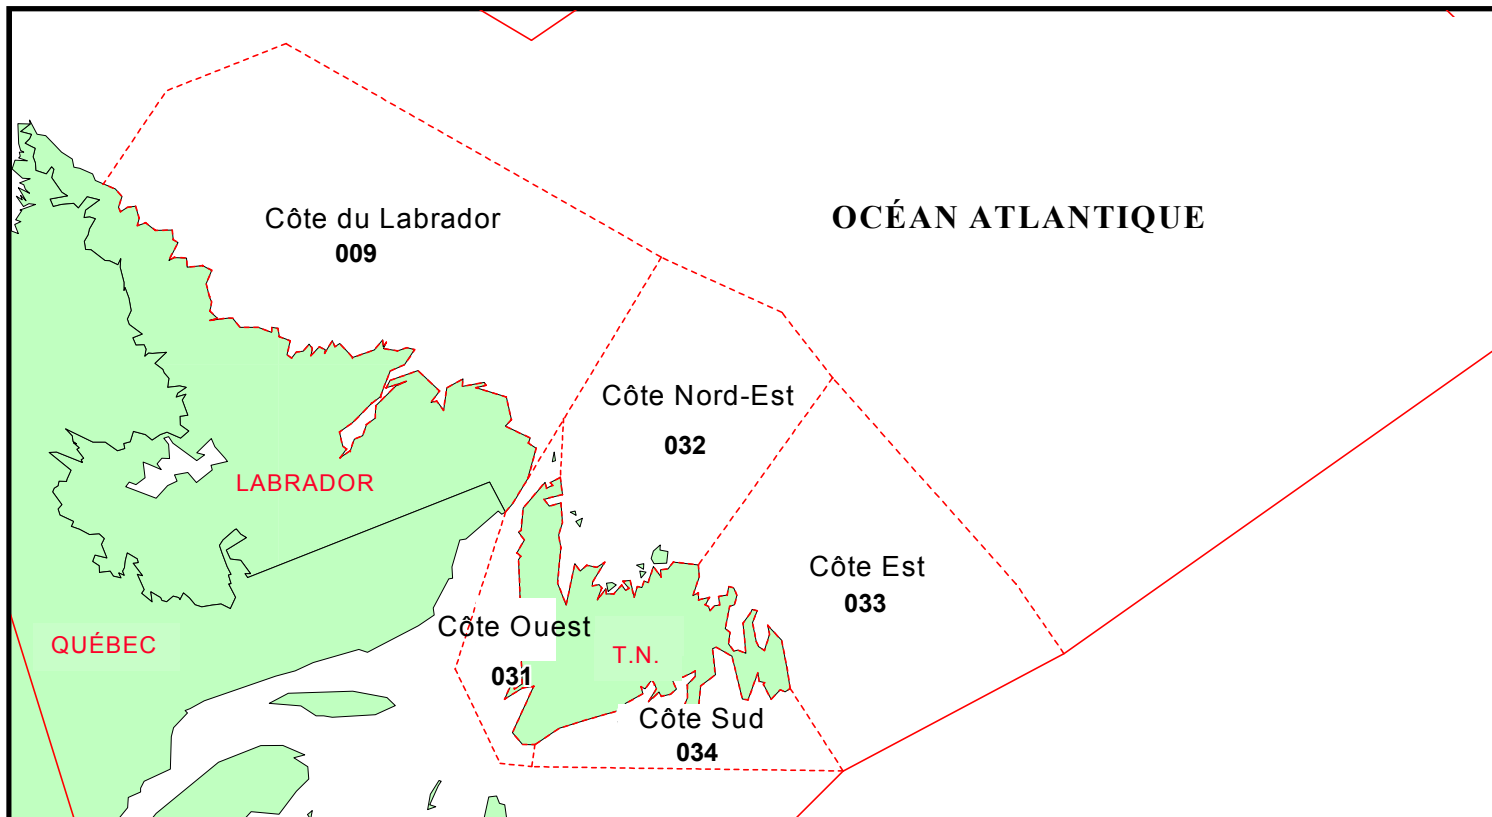 Côte du Labrador
009
OCÉAN ATLANTIQUE
Côte Nord-Est
032
LABRADOR
Côte Est
033
Côte Ouest
031
QUÉBEC
T.N.
Côte Sud
034